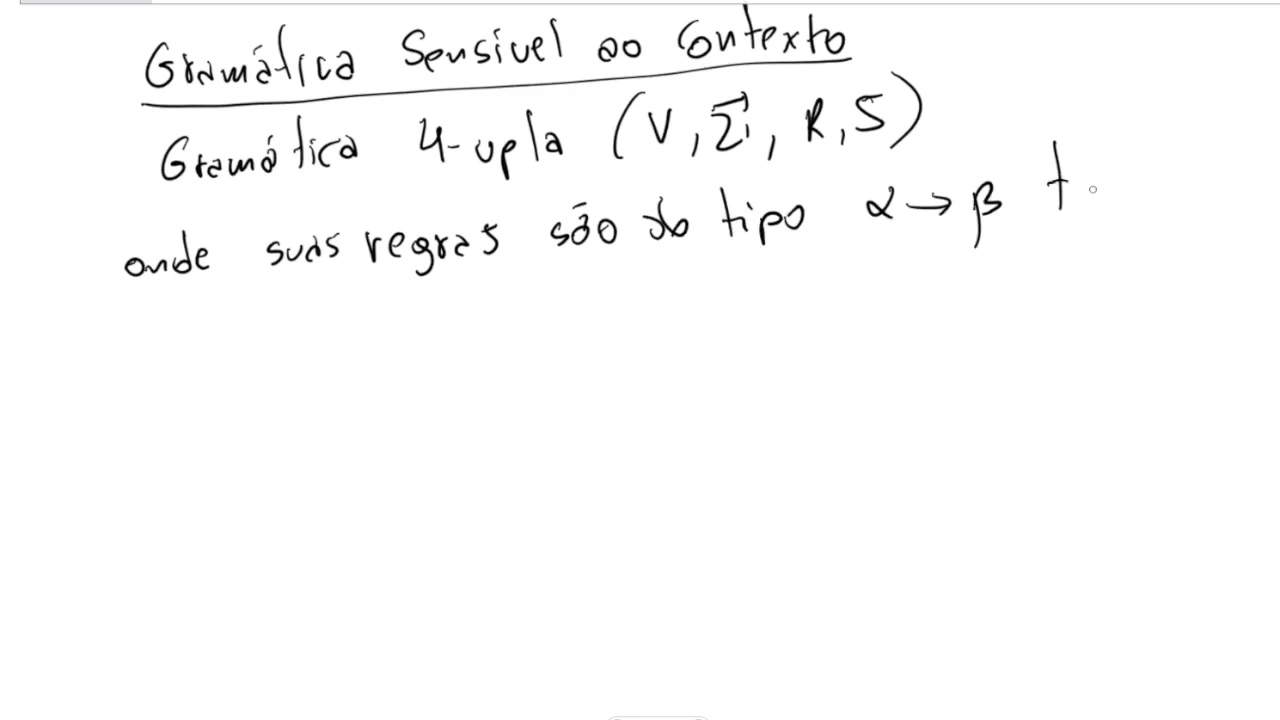 Gramática Sensível ao Contexto
Gramática 4-upla (V, Σ, R, S)
onde suas regras são do tipo α → β t.